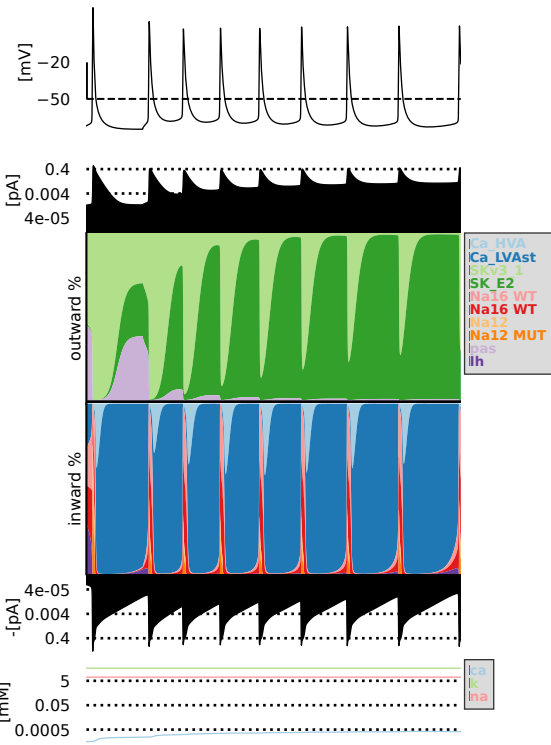 [mV]
−20
−50
[pA]
0.4
0.004
4e-05
outward %
Ca_HVA
Ca_LVAst
SKv3_1
SK_E2
Na16 WT
Na16 WT
Na12
Na12 MUT
pas
Ih
inward %
-[pA]
4e-05
0.004
0.4
[mM]
5
0.05
0.0005
ca
k
na